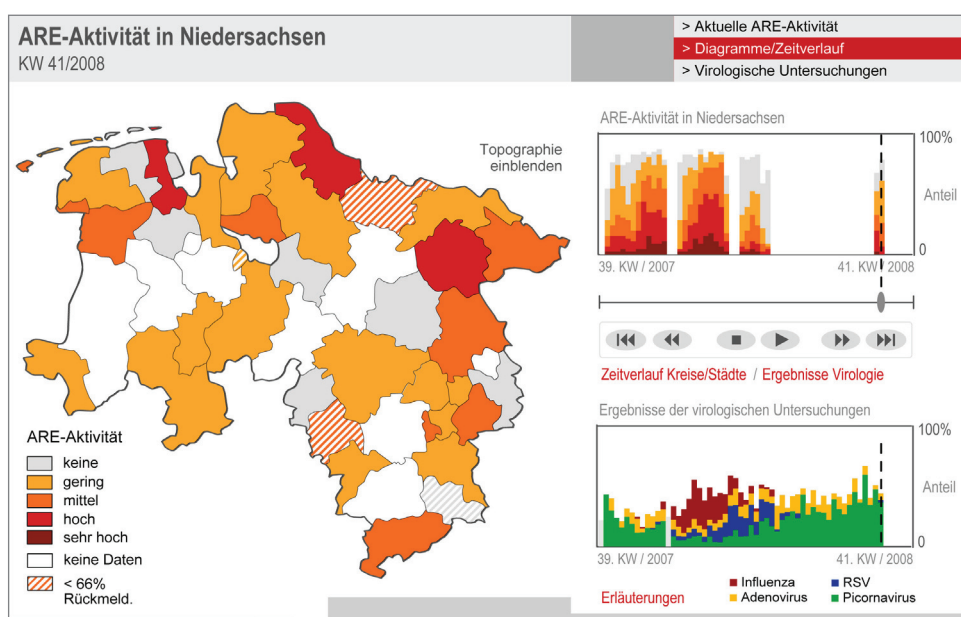 ARE-Aktivität in Niedersachsen
KW 41/2008
> Aktuelle ARE-Aktivität
> Diagramme/Zeitverlauf
> Virologische Untersuchungen
Topographie
einblenden
ARE-Aktivität
keine
gering
mittel
hoch
sehr hoch
keine Daten
< 66%
Rückmeld.
ARE-Aktivität in Niedersachsen
100%
Anteil
0
39. KW / 2007
41. KW / 2008
Zeitverlauf Kreise/Städte / Ergebnisse Virologie
Ergebnisse der virologischen Untersuchungen
100%
Anteil
0
39. KW / 2007
41. KW / 2008
Erläuterungen
Influenza
RSV
Adenovirus
Picornavirus